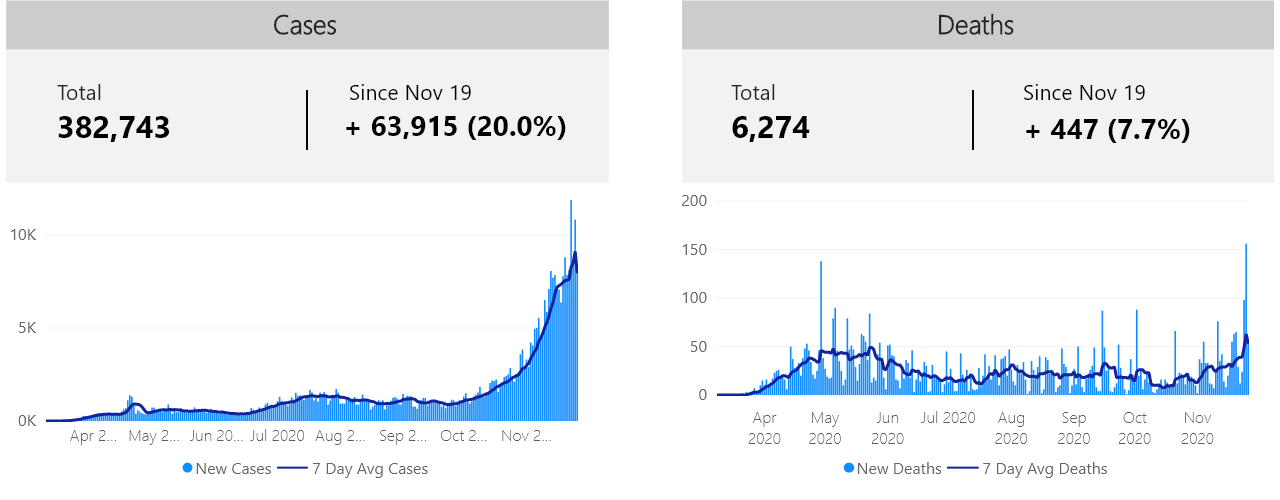 Cases
Total
382,743
Since Nov 19
+ 63,915 (20.0%)
10K
5K
0K
Apr 2... May 2... Jun 20... Jul 2020 Aug 2... Sep 2... Oct 2... Nov 2...
New Cases 7 Day Avg Cases
Deaths
Total
6,274
Since Nov 19
+ 447 (7.7%)
200
150
100
50
0
Apr May Jun Jul 2020 Aug Sep Oct Nov
2020 2020 2020 2020 2020 2020 2020
New Deaths 7 Day Avg Deaths